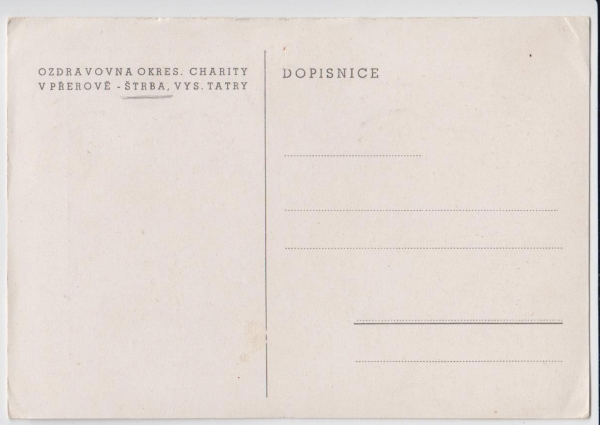 OZDRAVOVNA OKRES. CHARITY
V PŘEROVĚ - ŠTRBA, VYS. TATRY
DOPISNICE